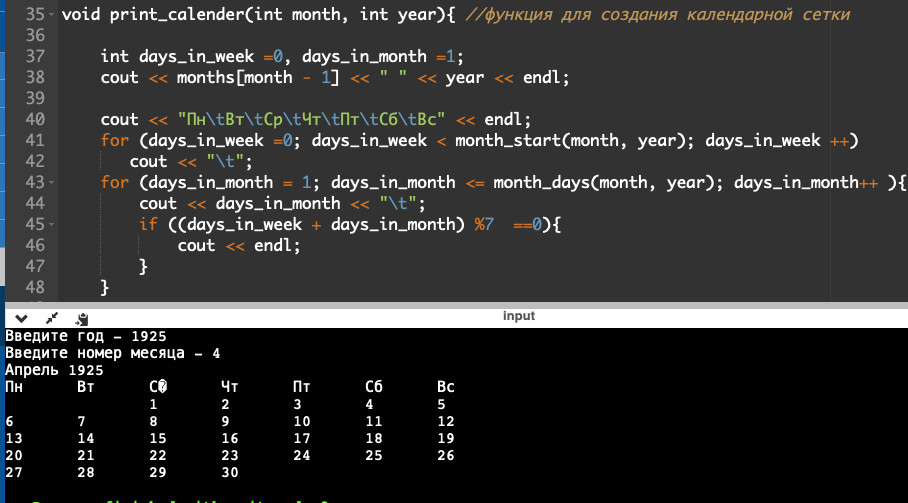 35 void print_calender(int month, int year){ //функция для создания календарной сетки
36
37 int days_in_week =0, days_in_month =1;
38 cout << months[month - 1] << " " << year << endl;
39
40 cout << "Пн\tВт\tСр\tЧт\tПт\tСб\tВс" << endl;
41 for (days_in_week =0; days_in_week < month_start(month, year); days_in_week ++)
42 cout << "\t";
43 for (days_in_month = 1; days_in_month <= month_days(month, year); days_in_month++ ){
44 cout << days_in_month << "\t";
45 if ((days_in_week + days_in_month) %7  ==0){
46 cout << endl;
47 }
48 }
input
Введите год – 1925
Введите номер месяца – 4
Апрель 1925
Пн Вт С� Чт Пт Сб Вс
1 2 3 4 5
6 7 8 9 10 11 12
13 14 15 16 17 18 19
20 21 22 23 24 25 26
27 28 29 30